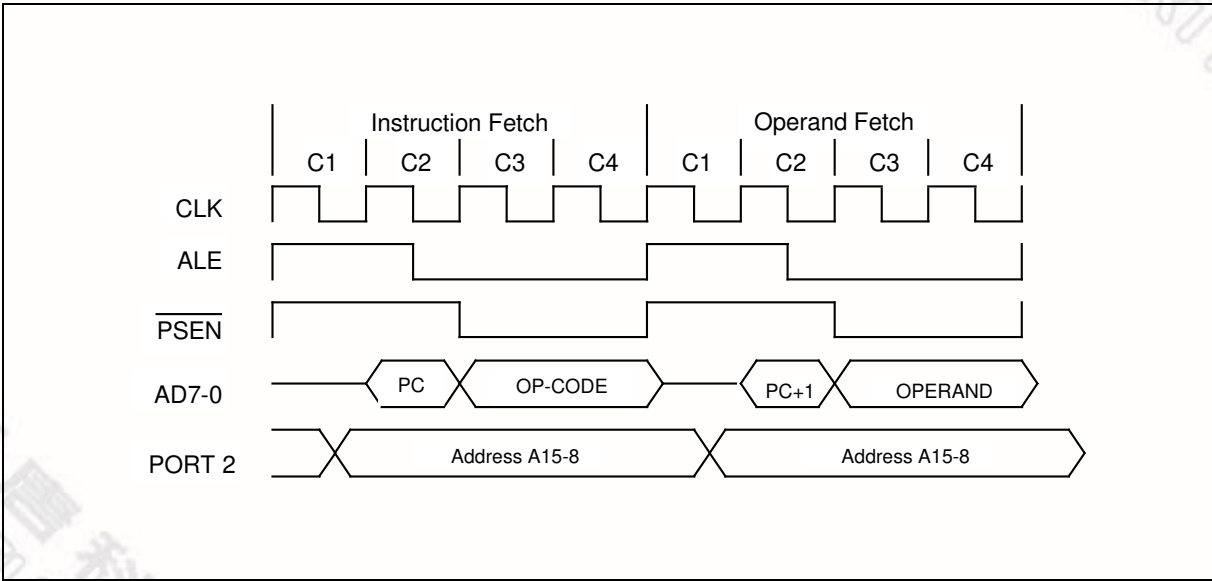 Instruction Fetch Operand Fetch
C1 C2 C3 C4 C1 C2 C3 C4
CLK
ALE
PSEN
AD7-0 PC OP-CODE PC+1 OPERAND
PORT 2 Address A15-8 Address A15-8